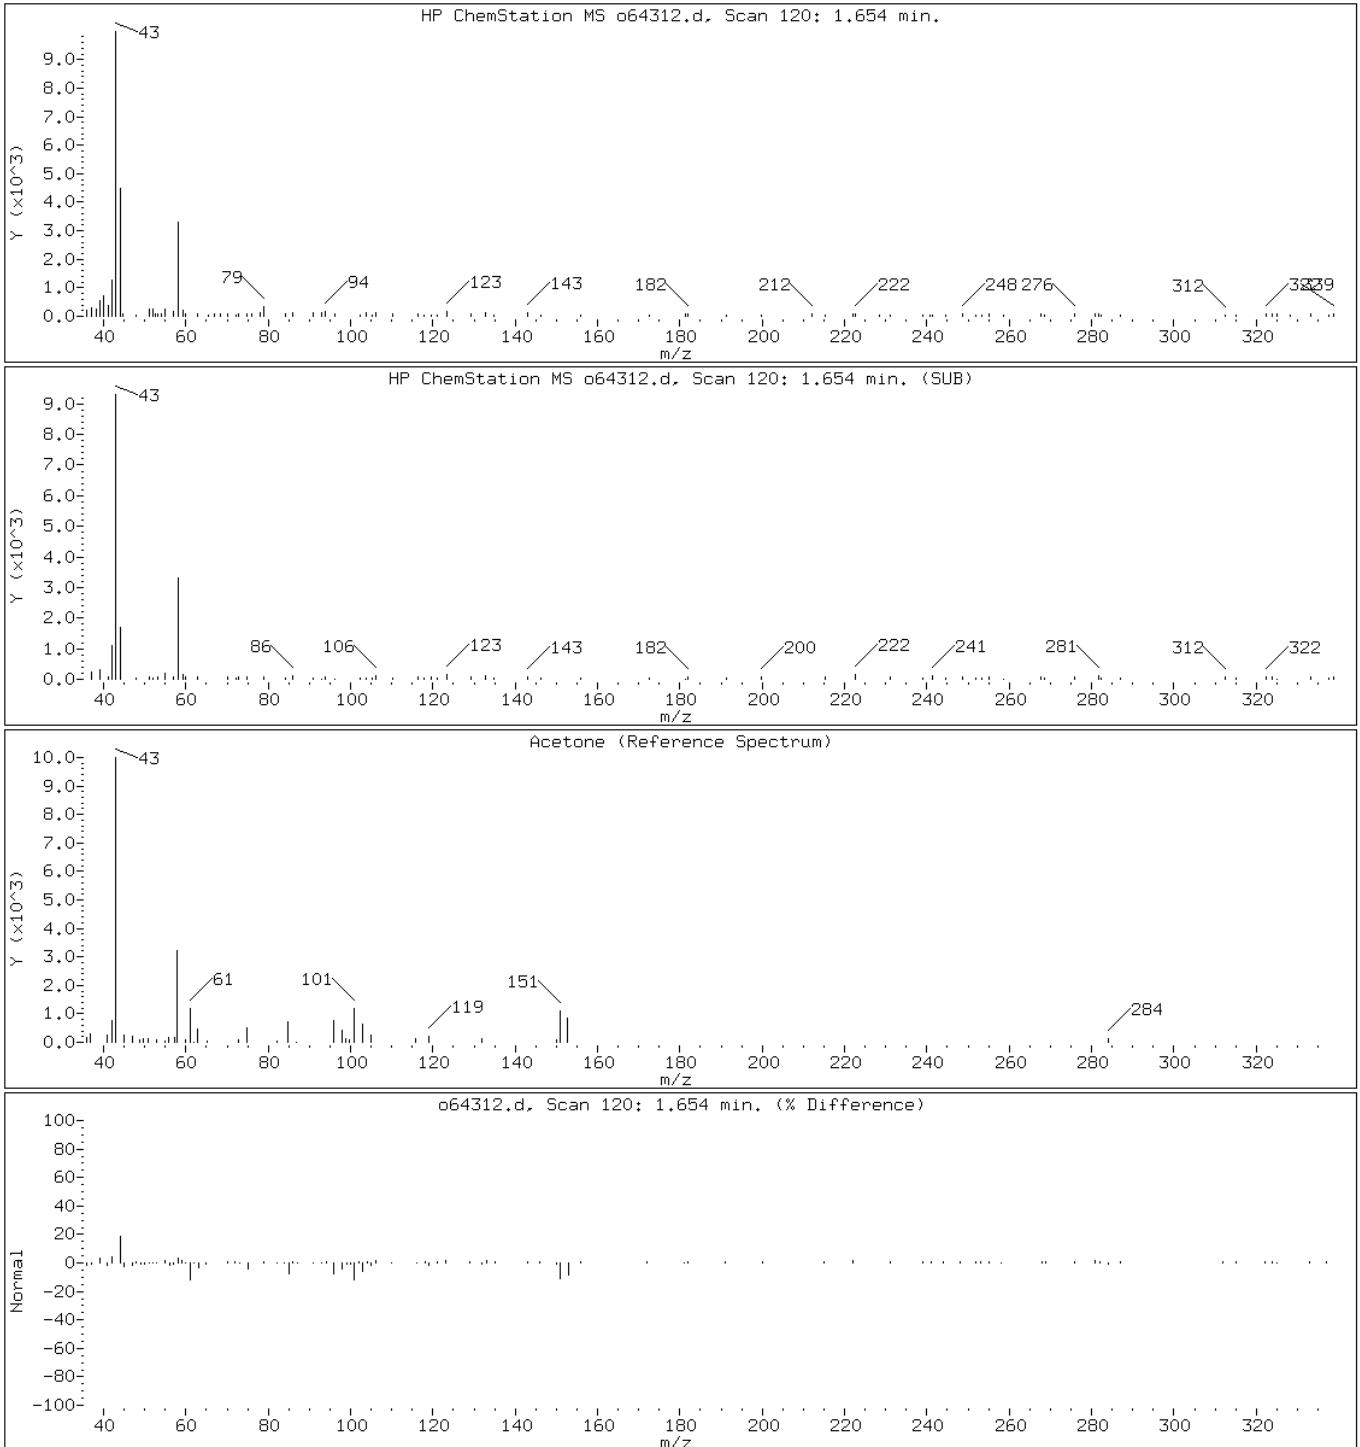 HP ChemStation MS o64312.d, Scan 120: 1.654 min.
Y (x10^3)
9.0-
8.0-
7.0-
6.0-
5.0-
4.0-
3.0-
2.0-
1.0-
0.0-
43
79 94 123 143 182 212 222 248 276 312 339
40 60 80 100 120 140 160 180 200 220 240 260 280 300 320
m/z
HP ChemStation MS o64312.d, Scan 120: 1.654 min. (SUB)
Y (x10^3)
9.0-
8.0-
7.0-
6.0-
5.0-
4.0-
3.0-
2.0-
1.0-
0.0-
43
86 106 123 143 182 200 222 241 281 312 322
40 60 80 100 120 140 160 180 200 220 240 260 280 300 320
m/z
Acetone (Reference Spectrum)
Y (x10^3)
10.0-
9.0-
8.0-
7.0-
6.0-
5.0-
4.0-
3.0-
2.0-
1.0-
0.0-
43
61 101 119 151 284
40 60 80 100 120 140 160 180 200 220 240 260 280 300 320
m/z
o64312.d, Scan 120: 1.654 min. (% Difference)
Normal
100-
80-
60-
40-
20-
0-
-20-
-40-
-60-
-80-
-100-
40 60 80 100 120 140 160 180 200 220 240 260 280 300 320
m/z